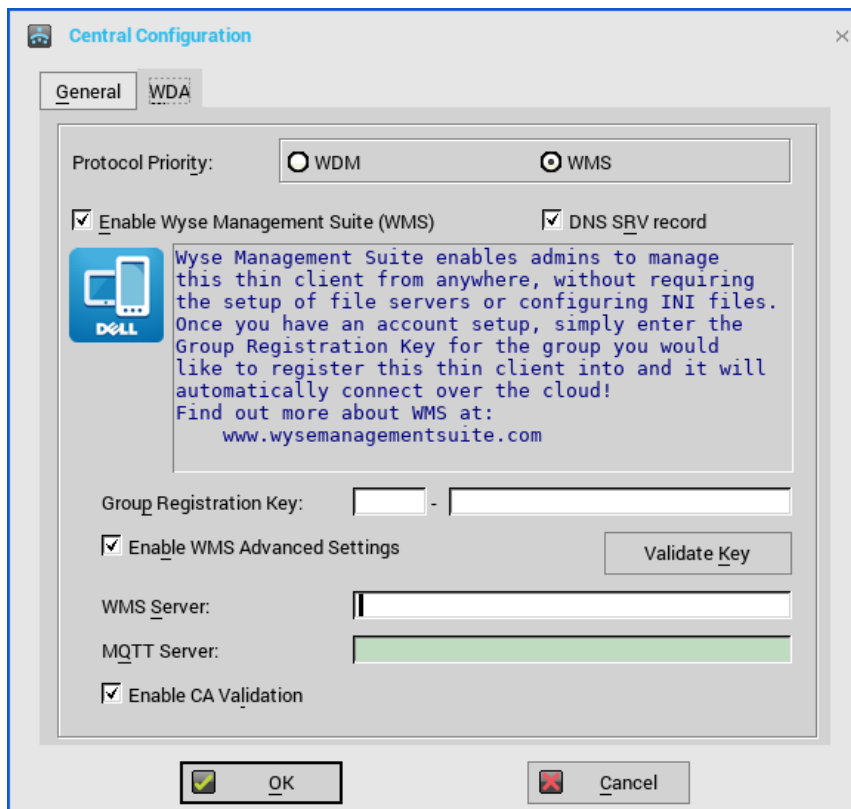 Central Configuration
General WDA
Protocol Priority: WDM WMS
Enable Wyse Management Suite (WMS) DNS SRV record
Wyse Management Suite enables admins to manage
this thin client from anywhere, without requiring
the setup of file servers or configuring INI files.
Once you have an account setup, simply enter the
Group Registration Key for the group you would
like to register this thin client into and it will
automatically connect over the cloud!
Find out more about WMS at:
www.wysemanagementsuite.com
DELL
Group Registration Key: -
Enable WMS Advanced Settings Validate Key
WMS Server:
MQTT Server:
Enable CA Validation
OK Cancel